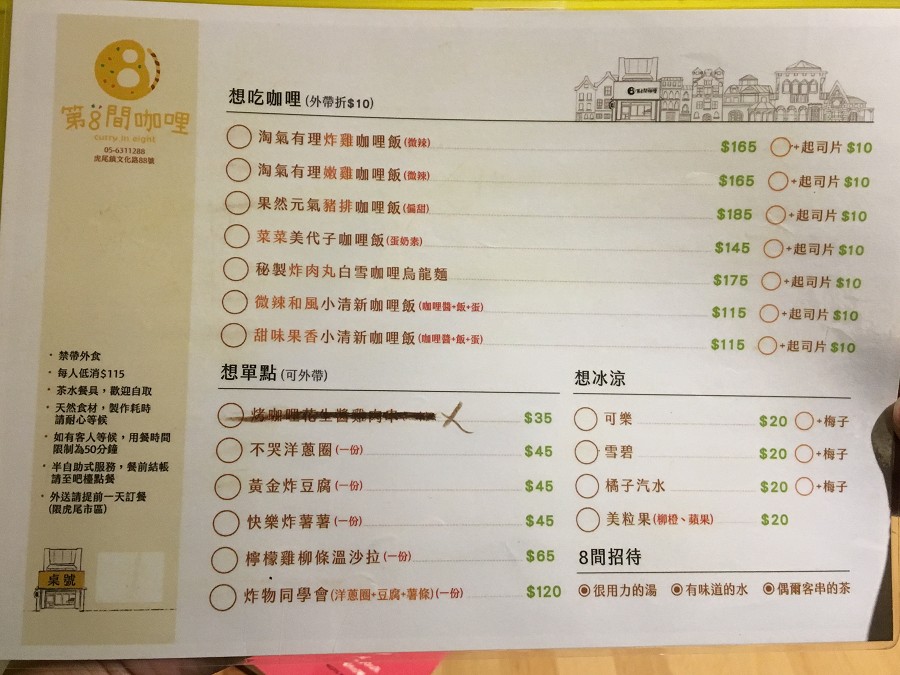 8
第8間咖哩
curry in eight
05-6311288
虎尾鎮文化路88號
・禁帶外食
・每人低消$115
・茶水餐具，歡迎自取
・天然食材，製作耗時
請耐心等候
・如有客人等候，用餐時間
限制為50分鐘
・半自助式服務，餐前結帳
請至吧檯點餐
・外送請提前一天訂餐
(限虎尾市區)
桌號
想吃咖哩 (外帶折$10)
淘氣有理炸雞咖哩飯(微辣) $165 +起司片 $10
淘氣有理嫩雞咖哩飯(微辣) $165 +起司片 $10
果然元氣豬排咖哩飯(偏甜) $185 +起司片 $10
菜菜美代子咖哩飯(蛋奶素) $145 +起司片 $10
秘製炸肉丸白雪咖哩烏龍麵 $175 +起司片 $10
微辣和風小清新咖哩飯(咖哩醬+飯+蛋) $115 +起司片 $10
甜味果香小清新咖哩飯(咖哩醬+飯+蛋) $115 +起司片 $10
想單點 (可外帶)
烤咖哩花生醬雞肉串 $35
不哭洋蔥圈(一份) $45
黃金炸豆腐(一份) $45
快樂炸薯薯(一份) $45
檸檬雞柳條溫沙拉(一份) $65
炸物同學會(洋蔥圈+豆腐+薯條)(一份) $120
想冰涼
可樂 $20 +梅子
雪碧 $20 +梅子
橘子汽水 $20 +梅子
美粒果(柳橙、蘋果) $20
8間招待
很用力的湯 有味道的水 偶爾客串的茶